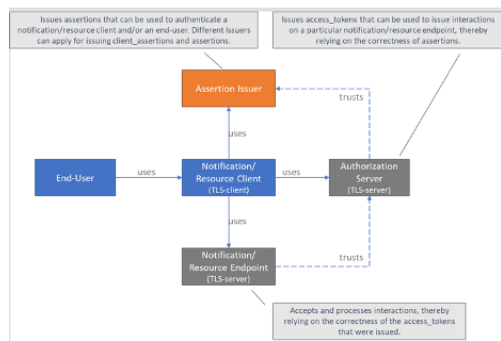 Issues assertions that can be used to authenticate a
notification/resource client and/or an end-user. Different Issuers
can apply for issuing client_assertions and assertions.
Issues access_tokens that can be used to issue interactions
on a particular notification/resource endpoint, thereby
relying on the correctness of assertions.
Assertion Issuer
trusts
uses
End-User
uses
Notification/
Resource Client
(TLS-client)
uses
Authorization
Server
(TLS-server)
uses
Notification/
Resource Endpoint
(TLS-server)
trusts
Accepts and processes interactions, thereby
relying on the correctness of the access_tokens
that were issued.